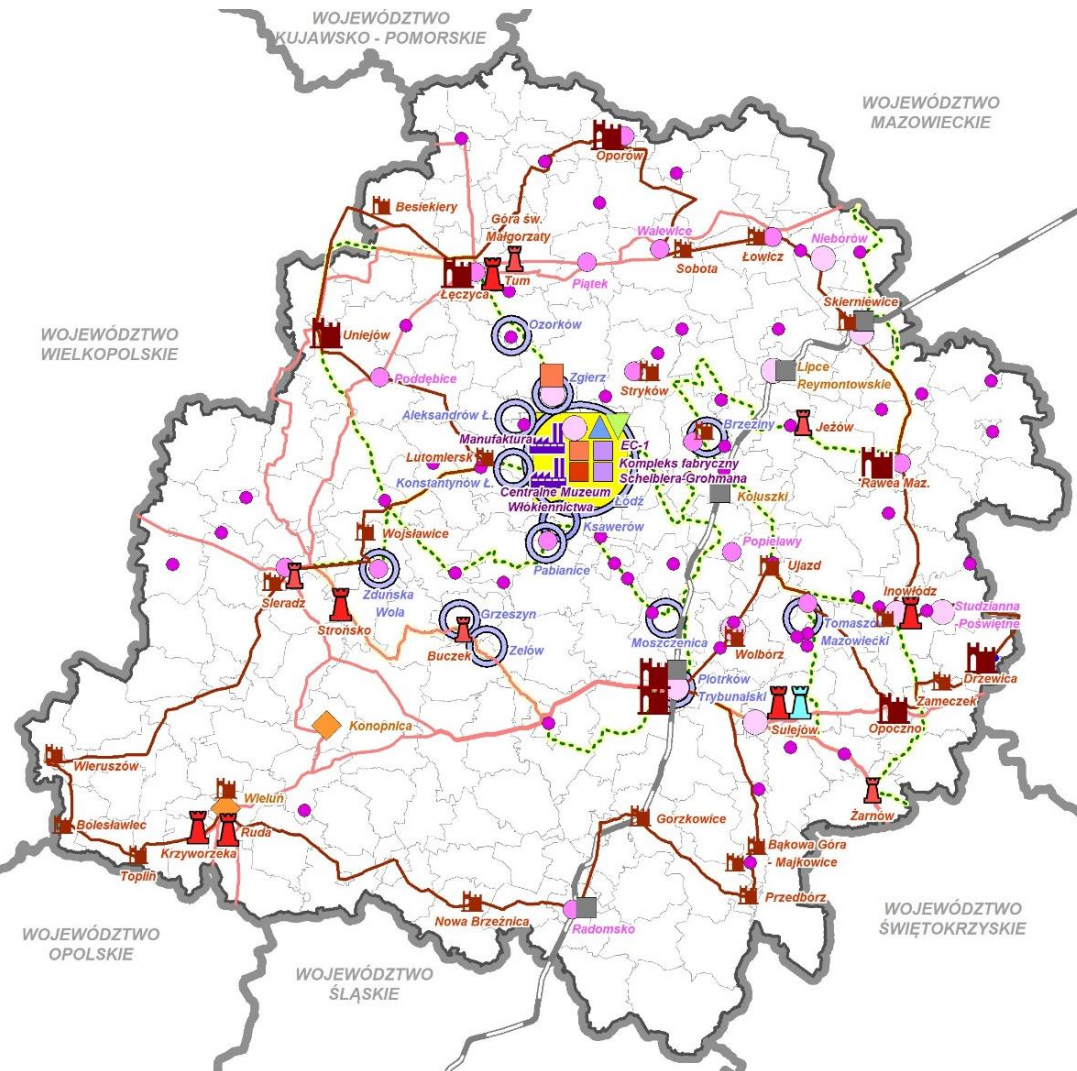 WOJEWÓDZTWO
KUJAWSKO - POMORSKIE
WOJEWÓDZTWO
MAZOWIECKIE
Oporów
Besiekiery
Góra św.
Małgorzaty
Walewice
Nieborów
Łowicz
Sobota
Tum
Piątek
Łęczyca
Skierniewice
Ozorków
WOJEWÓDZTWO
WIELKOPOLSKIE
Uniejów
Lipce
Reymontowskie
Poddębice
Zgierz
Stryków
Aleksandrów Ł.
Brzeziny
Jeżów
Manufaktura
EC-1
Lutomiersk
Kompleks fabryczny
Scheiblera-Grohmana
Konstantynów Ł.
Rawea Maz.
Centralne Muzeum
Włókiennictwa
Łódź
Koluszki
Ksawerów
Wojsławice
Popielawy
Pabianice
Ujazd
Sieradz
Zduńska
Wola
Inowłódz
Studzianna
Poświętne
Grzeszyn
Strońsko
Tomaszó
Mazowiecki
Buczek
Zelów
Moszczenica
Wolbórz
Drzewica
Piotrków
Trybunalski
Zameczek
Konopnica
Sulejów
Opoczno
Wieruszów
Wieluń
Żarnów
Bolesławiec
Ruda
Gorzkowice
Krzyworzeka
Toplin
Bąkowa Góra
- Majkowice
Przedbórz
Nowa Brzeźnica
Radomsko
WOJEWÓDZTWO
ŚWIĘTOKRZYSKIE
WOJEWÓDZTWO
OPOLSKIE
WOJEWÓDZTWO
ŚLĄSKIE